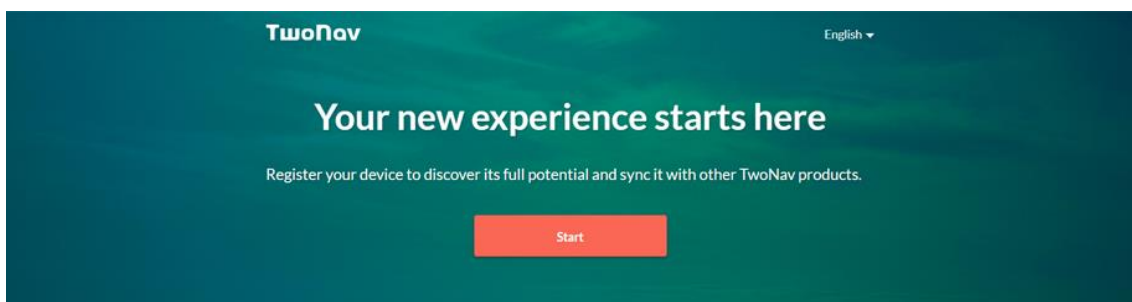 TwoNav
English
Your new experience starts here
Register your device to discover its full potential and sync it with other TwoNav products.
Start